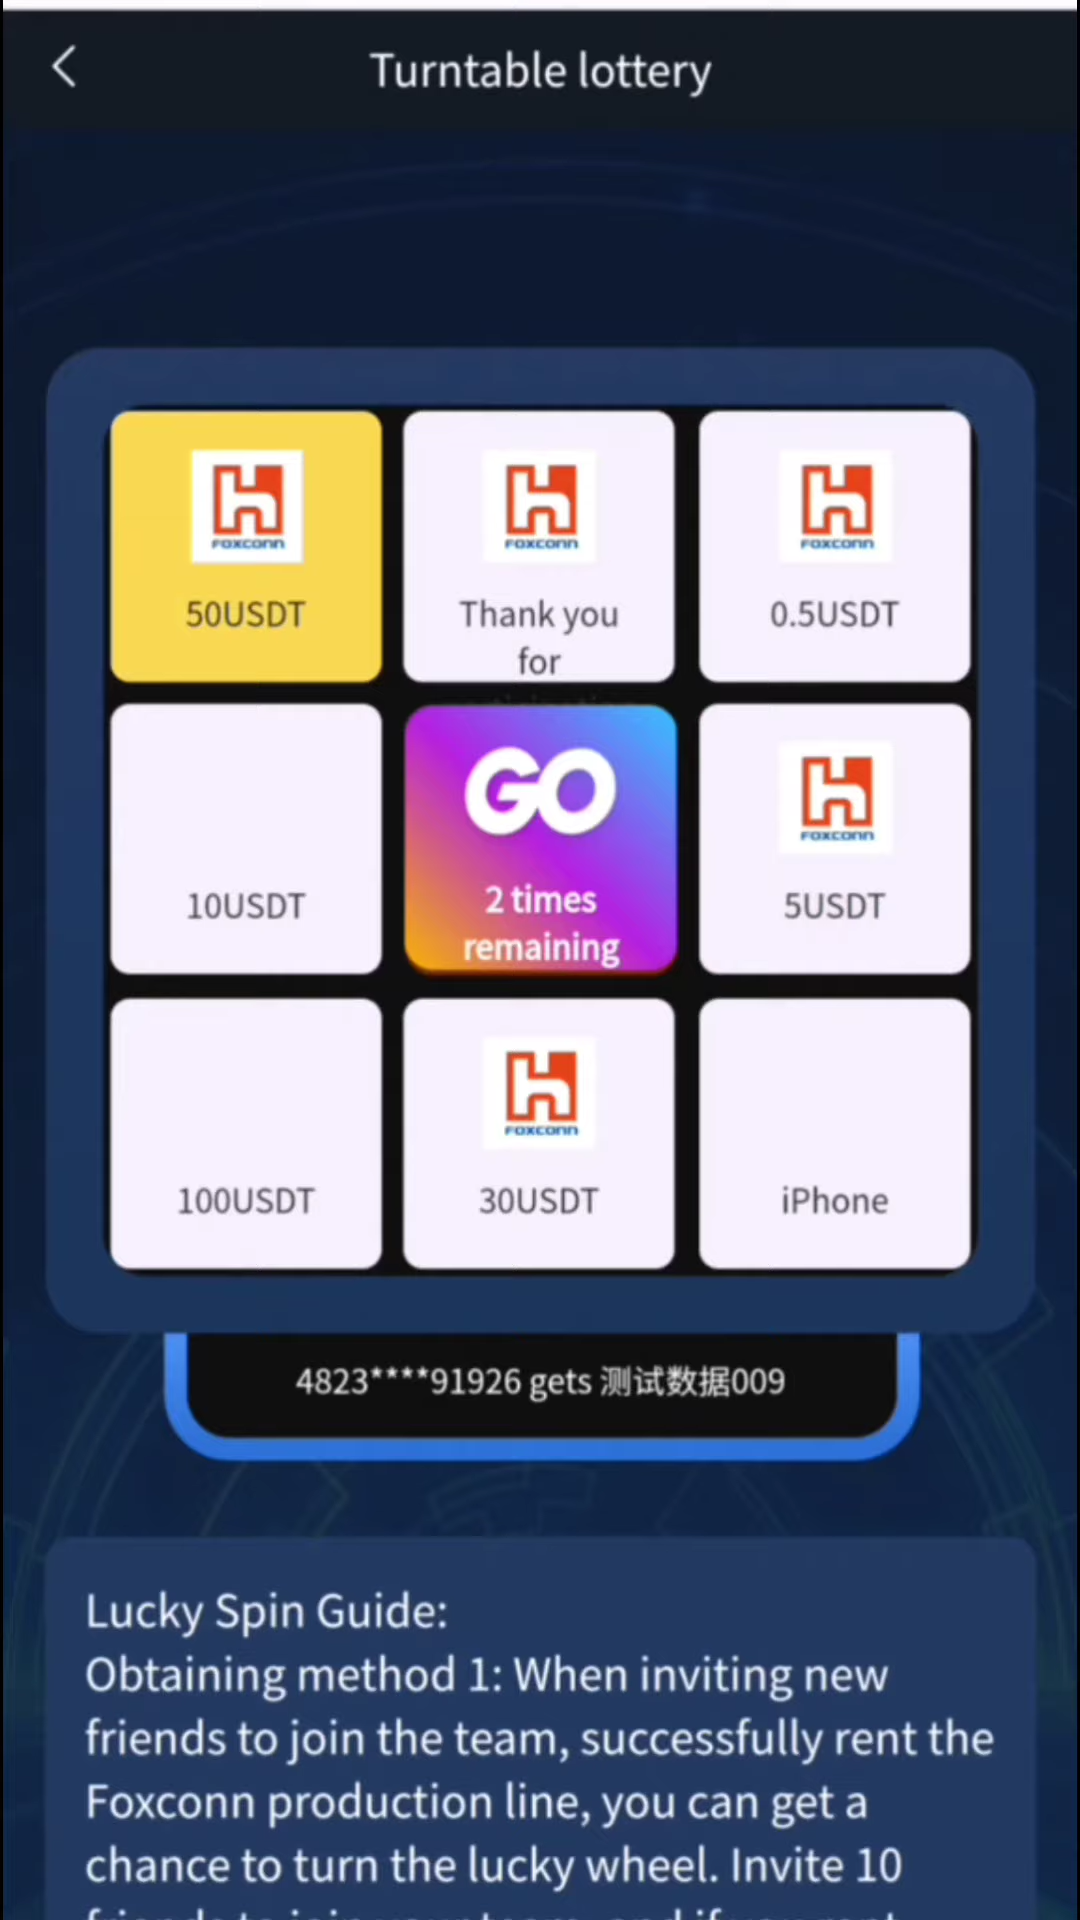 Turntable lottery
FOXCONN
FOXCONN
FOXCONN
50USDT
Thank you
for
0.5USDT
GO
FOXCONN
10USDT
2 times
remaining
5USDT
FOXCONN
100USDT
30USDT
iPhone
4823****91926 gets 测试数据009
Lucky Spin Guide:
Obtaining method 1: When inviting new
friends to join the team, successfully rent the
Foxconn production line, you can get a
chance to turn the lucky wheel. Invite 10